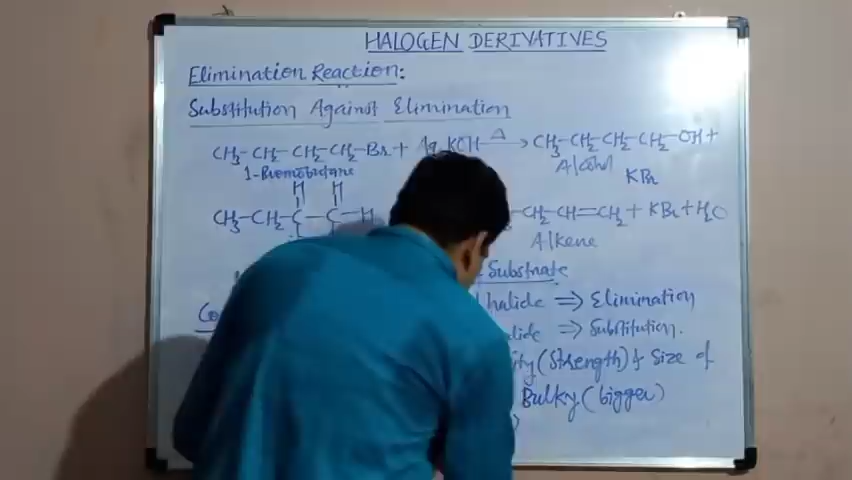 HALOGEN DERIVATIVES
Elimination Reaction:
Substitution Against Elimination
CH₃-CH₂-CH₂-CH₂-Br + Aq. KOH —Δ→ CH₃-CH₂-CH₂-CH₂-OH +
1-Bromobutane Alcohol KBr
H H
CH₃-CH₂-C-C-H -CH₂-CH=CH₂ + KBr + H₂O
Alkene
Substrate
halide ⇒ Elimination
⇒ Substitution.
(Strength) & Size of
Bulky (bigger)